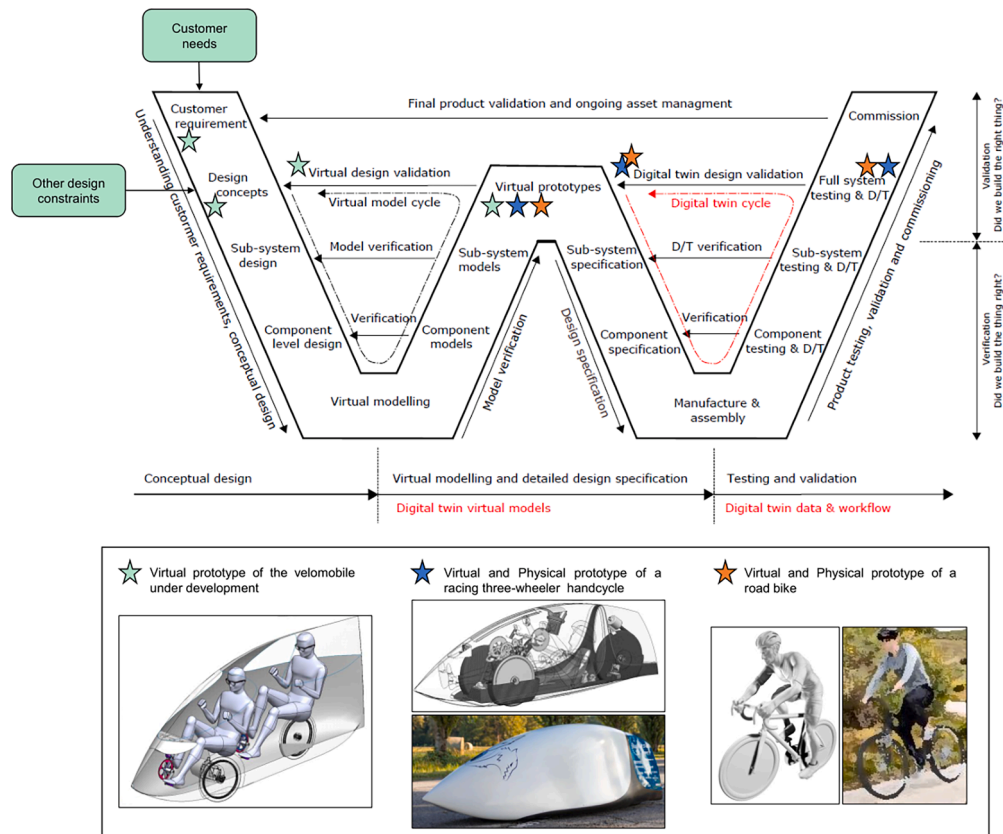 Customer
needs
Other design
constraints
Final product validation and ongoing asset managment
Customer
requirement
Commission
Understanding customer requirements, conceptual design
Design
concepts
Virtual design validation
Virtual model cycle
Virtual prototypes
Digital twin design validation
Digital twin cycle
Full system
testing & D/T
Sub-system
design
Model verification
Sub-system
models
Sub-system
specification
D/T verification
Sub-system
testing & D/T
Component
level design
Verification
Component
models
Component
specification
Verification
Component
testing & D/T
Virtual modelling
Model verification
Design specification
Manufacture &
assembly
Product testing, validation and commissioning
Validation
Did we build the right thing?
Verification
Did we build the thing right?
Conceptual design
Virtual modelling and detailed design specification
Testing and validation
Digital twin virtual models
Digital twin data & workflow
Virtual prototype of the velomobile
under development
Virtual and Physical prototype of a
racing three-wheeler handcycle
Virtual and Physical prototype of a
road bike